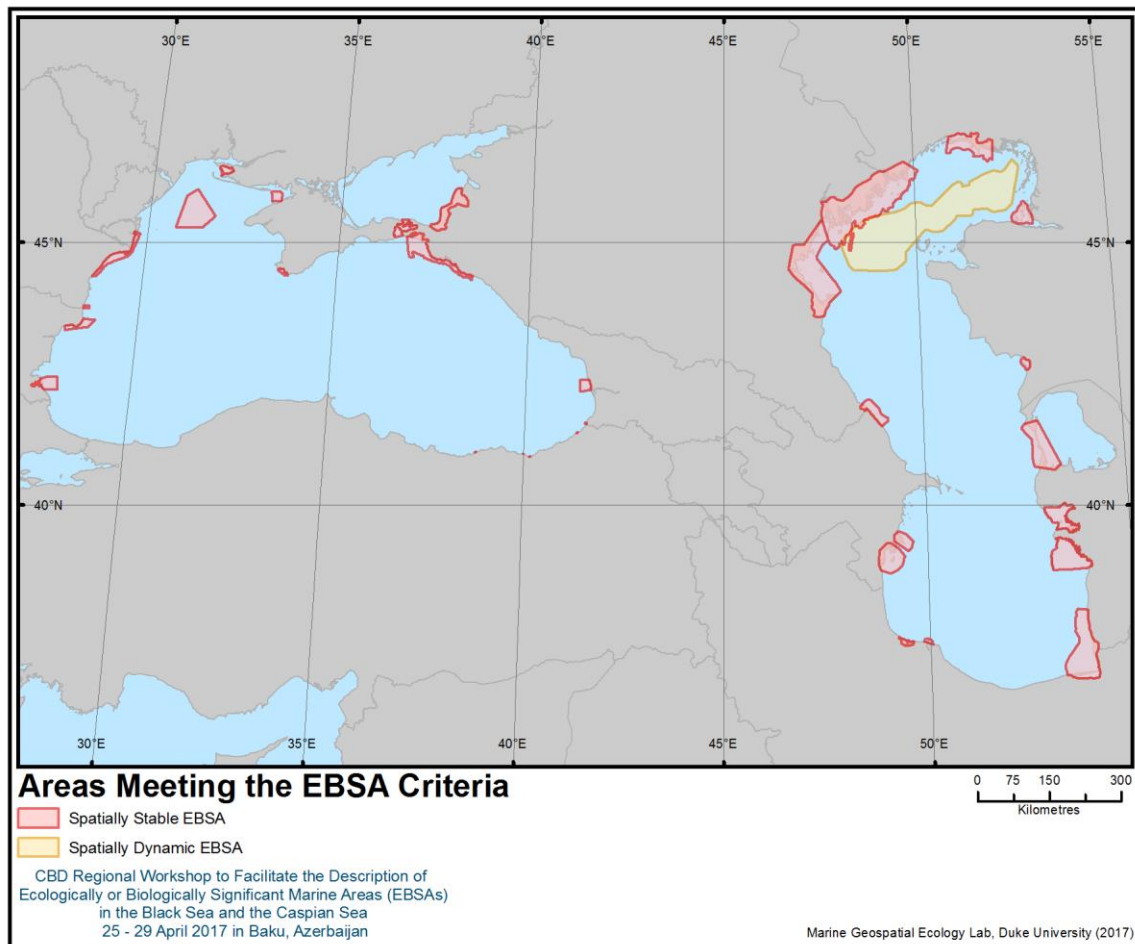 30°E 35°E 40°E 45°E 50°E 55°E
45°N 45°N
40°N 40°N
30°E 35°E 40°E 45°E 50°E
Areas Meeting the EBSA Criteria
Spatially Stable EBSA
Spatially Dynamic EBSA
CBD Regional Workshop to Facilitate the Description of
Ecologically or Biologically Significant Marine Areas (EBSAs)
in the Black Sea and the Caspian Sea
25 - 29 April 2017 in Baku, Azerbaijan
0 75 150 300
Kilometres
Marine Geospatial Ecology Lab, Duke University (2017)